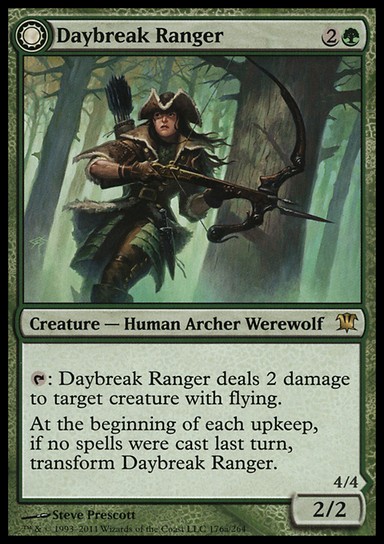 Daybreak Ranger 2
Creature — Human Archer Werewolf
: Daybreak Ranger deals 2 damage
to target creature with flying.
At the beginning of each upkeep,
if no spells were cast last turn,
transform Daybreak Ranger.
4/4
Steve Prescott
2/2
™ & © 1993–2011 Wizards of the Coast LLC 176a/264